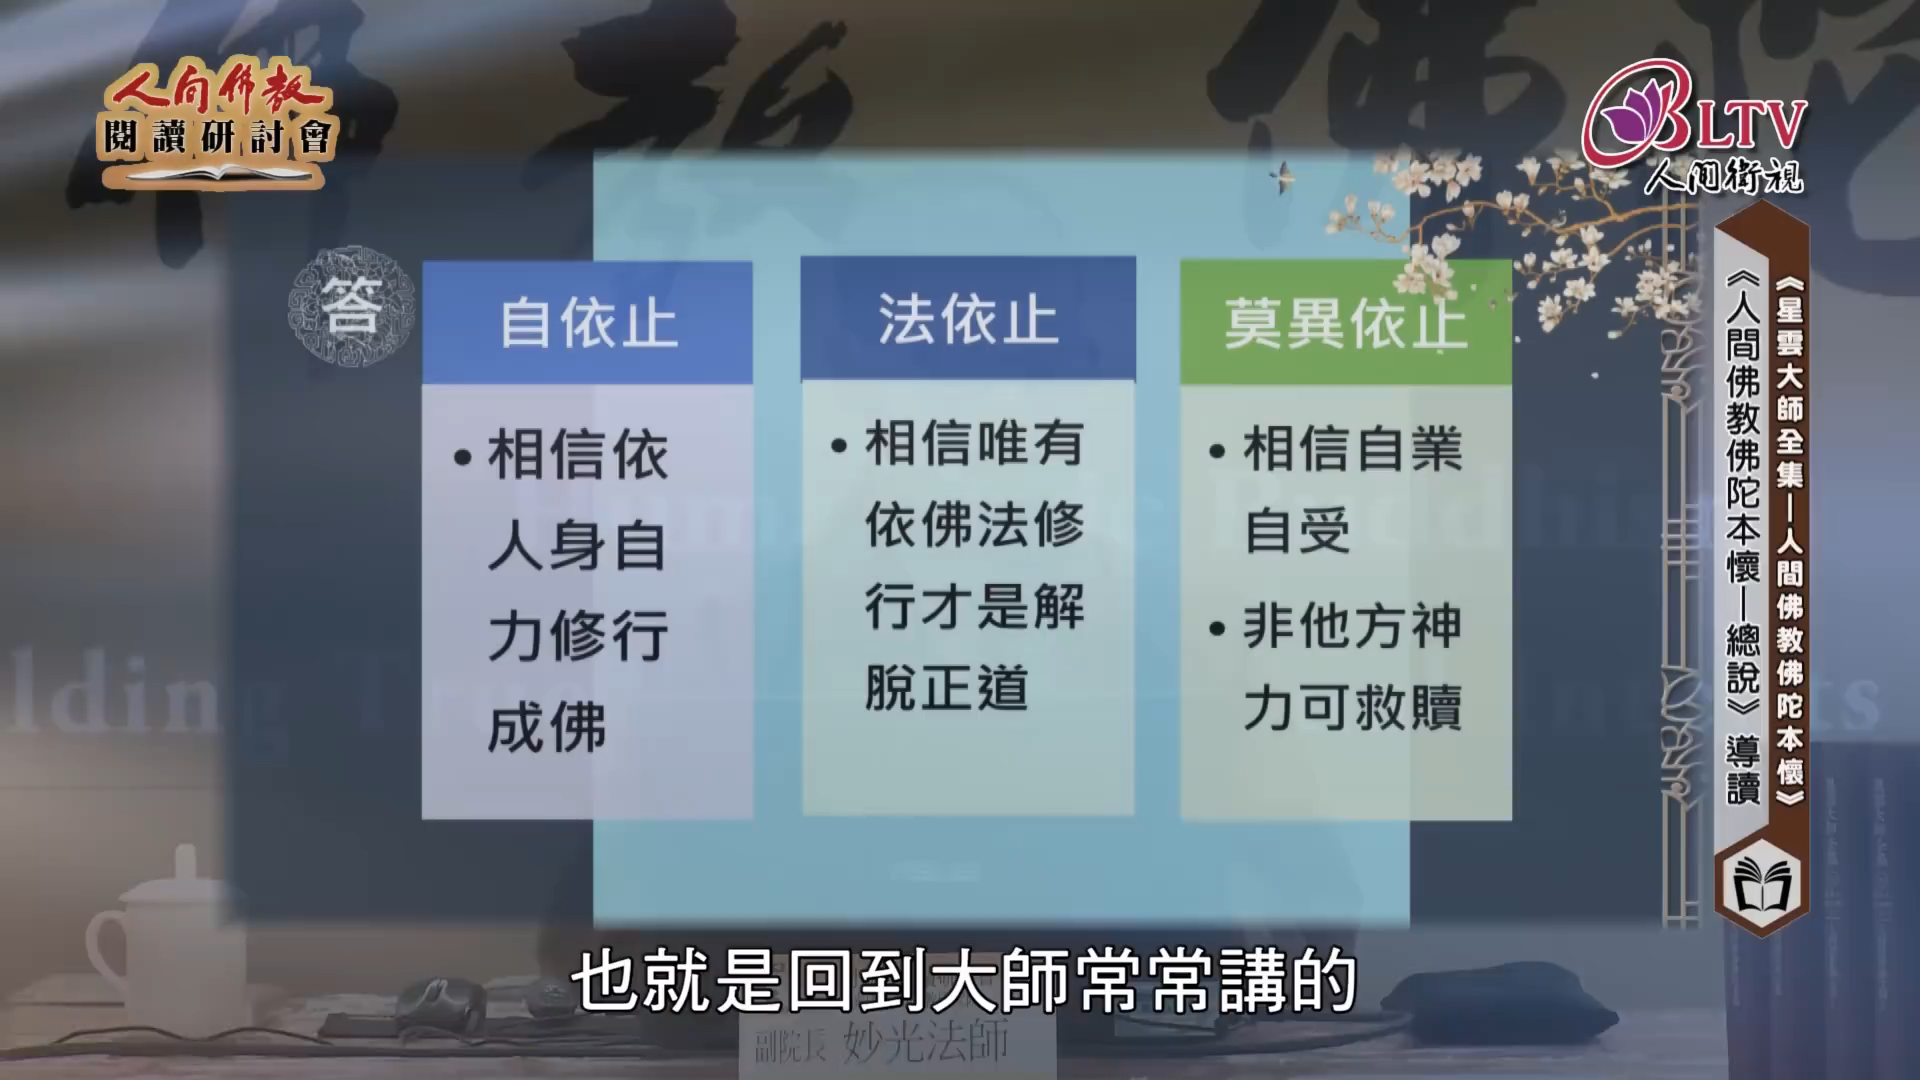 人间佛教
閱讀研討會
BLTV
人間衛視
答
自依止
• 相信依
人身自
力修行
成佛
法依止
• 相信唯有
依佛法修
行才是解
脫正道
莫異依止
• 相信自業
自受
• 非他方神
力可救贖
《星雲大師全集—人間佛教佛陀本懷》
《人間佛教佛陀本懷—總說》導讀
也就是回到大師常常講的
副院長 妙光法師